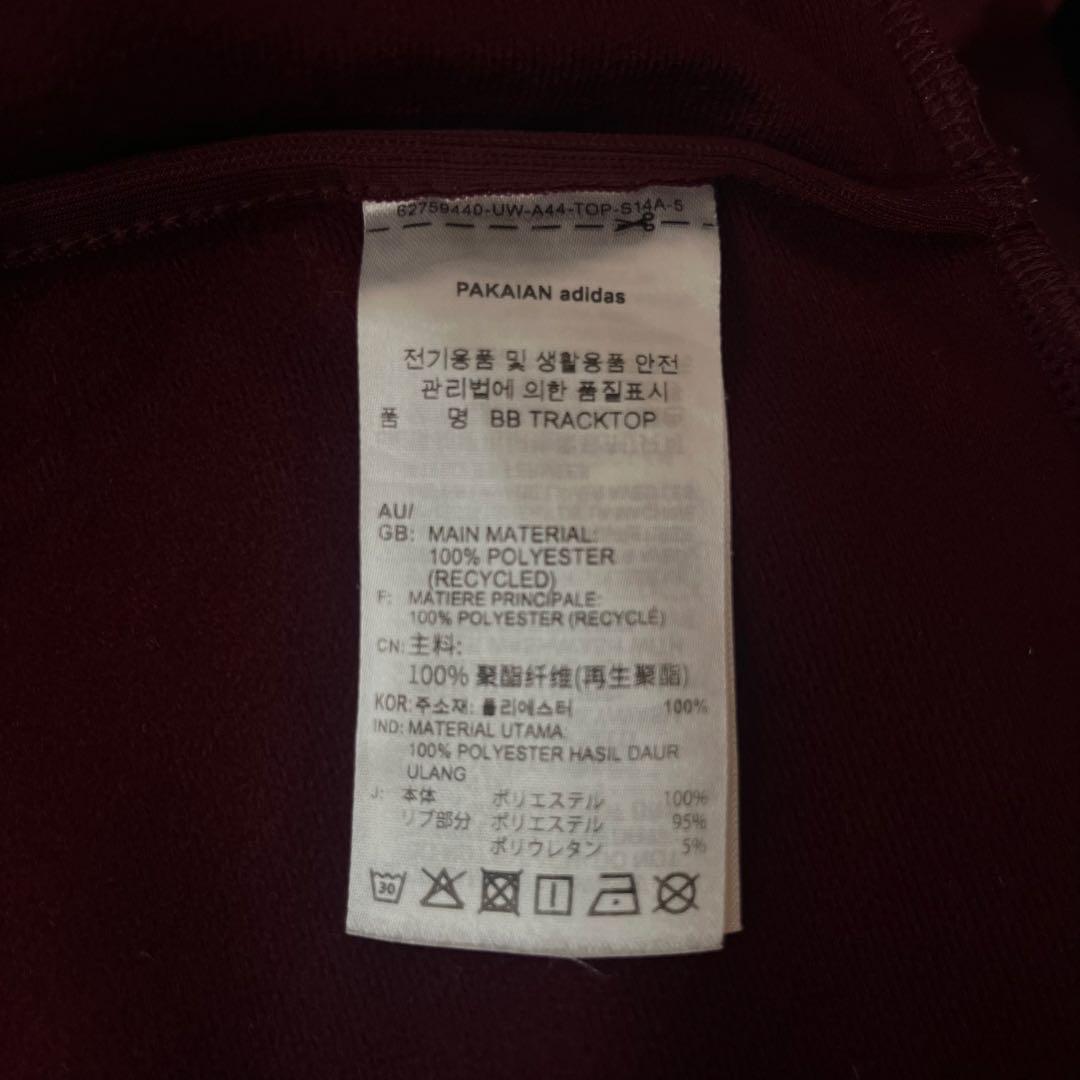 62759440-UW-A44-TOP-S14A-5
PAKAIAN adidas
전기용품 및 생활용품 안전
관리법에 의한 품질표시
품 명 BB TRACKTOP
AU/
GB: MAIN MATERIAL:
100% POLYESTER
(RECYCLED)
F: MATIERE PRINCIPALE:
100% POLYESTER (RECYCLÉ)
CN: 主料:
100% 聚酯纤维(再生聚酯)
KOR: 주소재: 폴리에스터 100%
IND: MATERIAL UTAMA:
100% POLYESTER HASIL DAUR
ULANG
J: 本体 ポリエステル 100%
リブ部分 ポリエステル 95%
ポリウレタン 5%
30